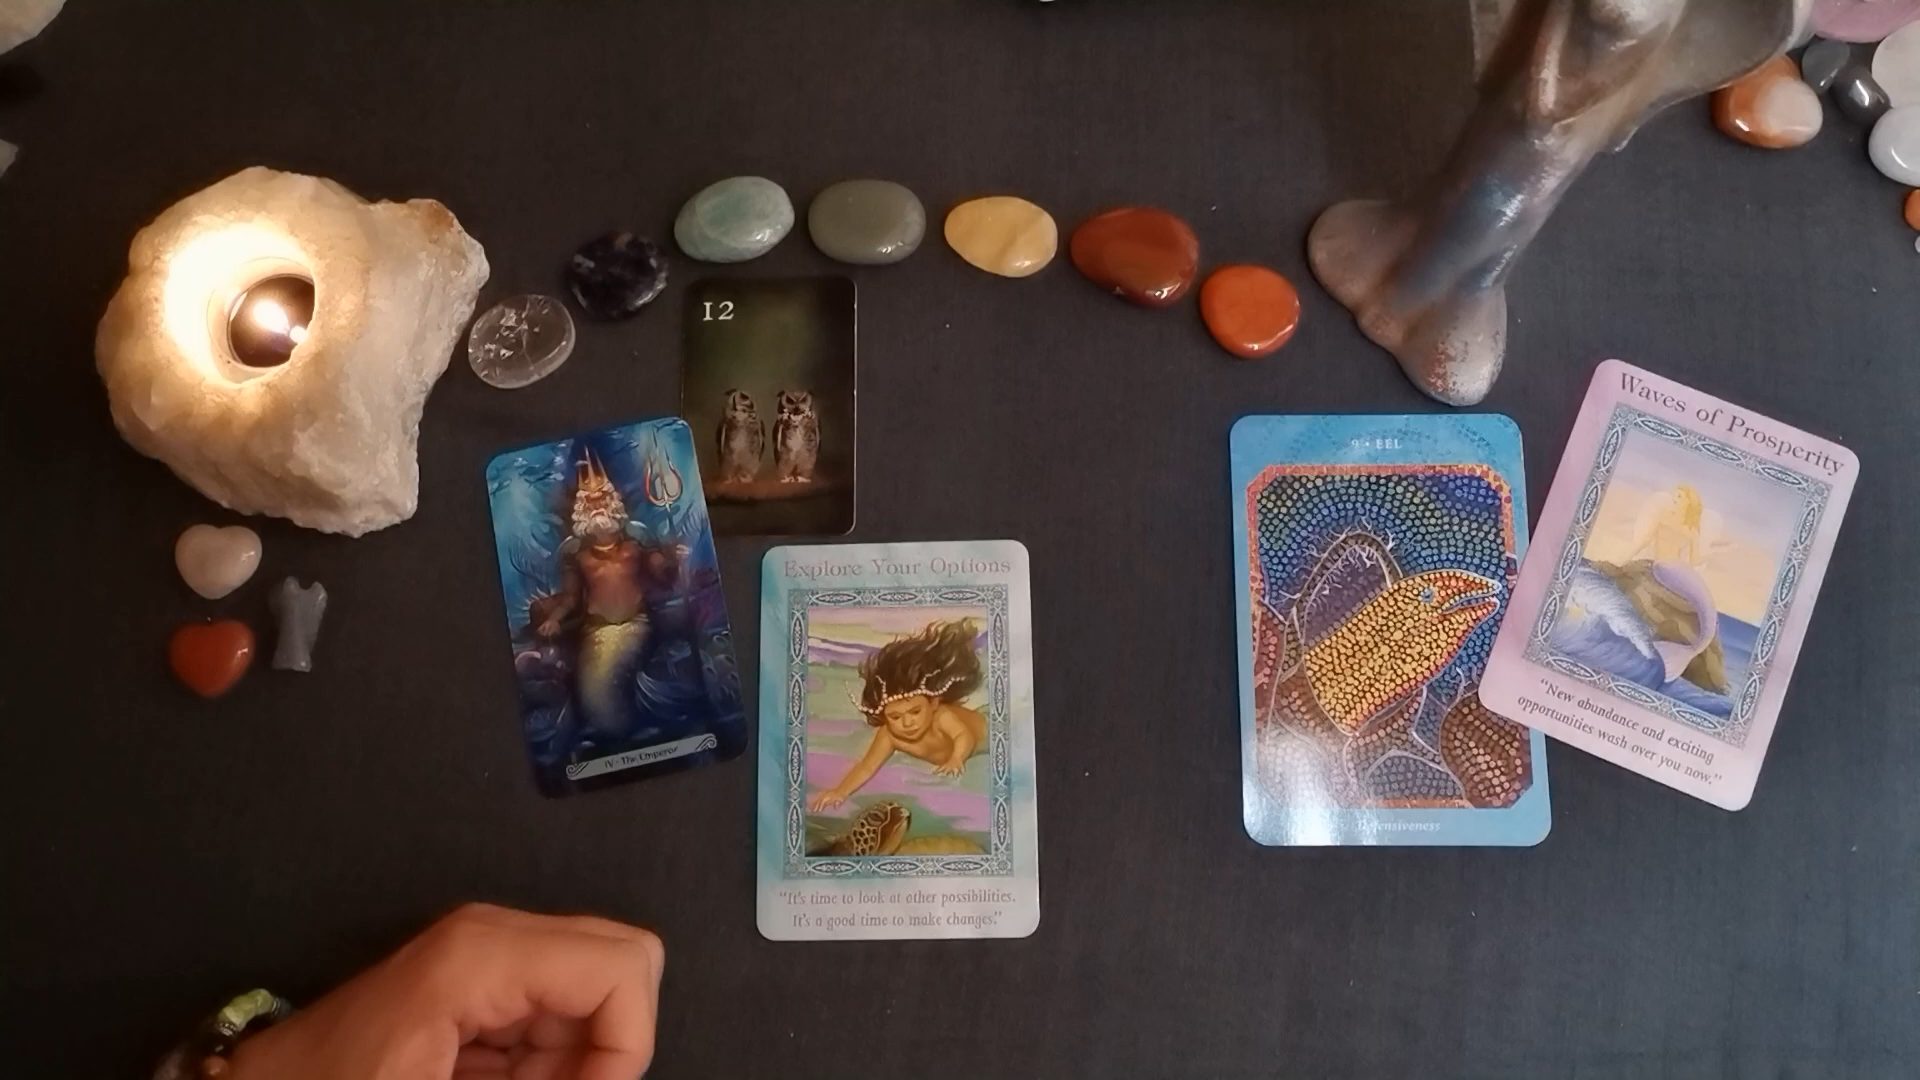 12
IV - The Emperor
Explore Your Options
"It's time to look at other possibilities.
It's a good time to make changes."
9 • EEL
Defensiveness
Waves of Prosperity
"New abundance and exciting
opportunities wash over you now."